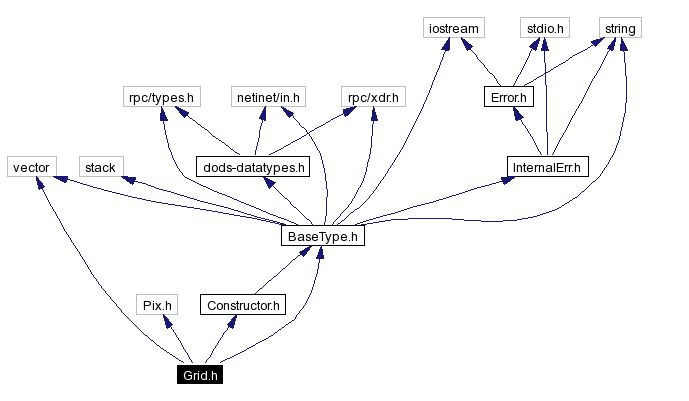 iostream
stdio.h
string
rpc/types.h
netinet/in.h
rpc/xdr.h
Error.h
vector
stack
dods-datatypes.h
InternalErr.h
BaseType.h
Pix.h
Constructor.h
Grid.h